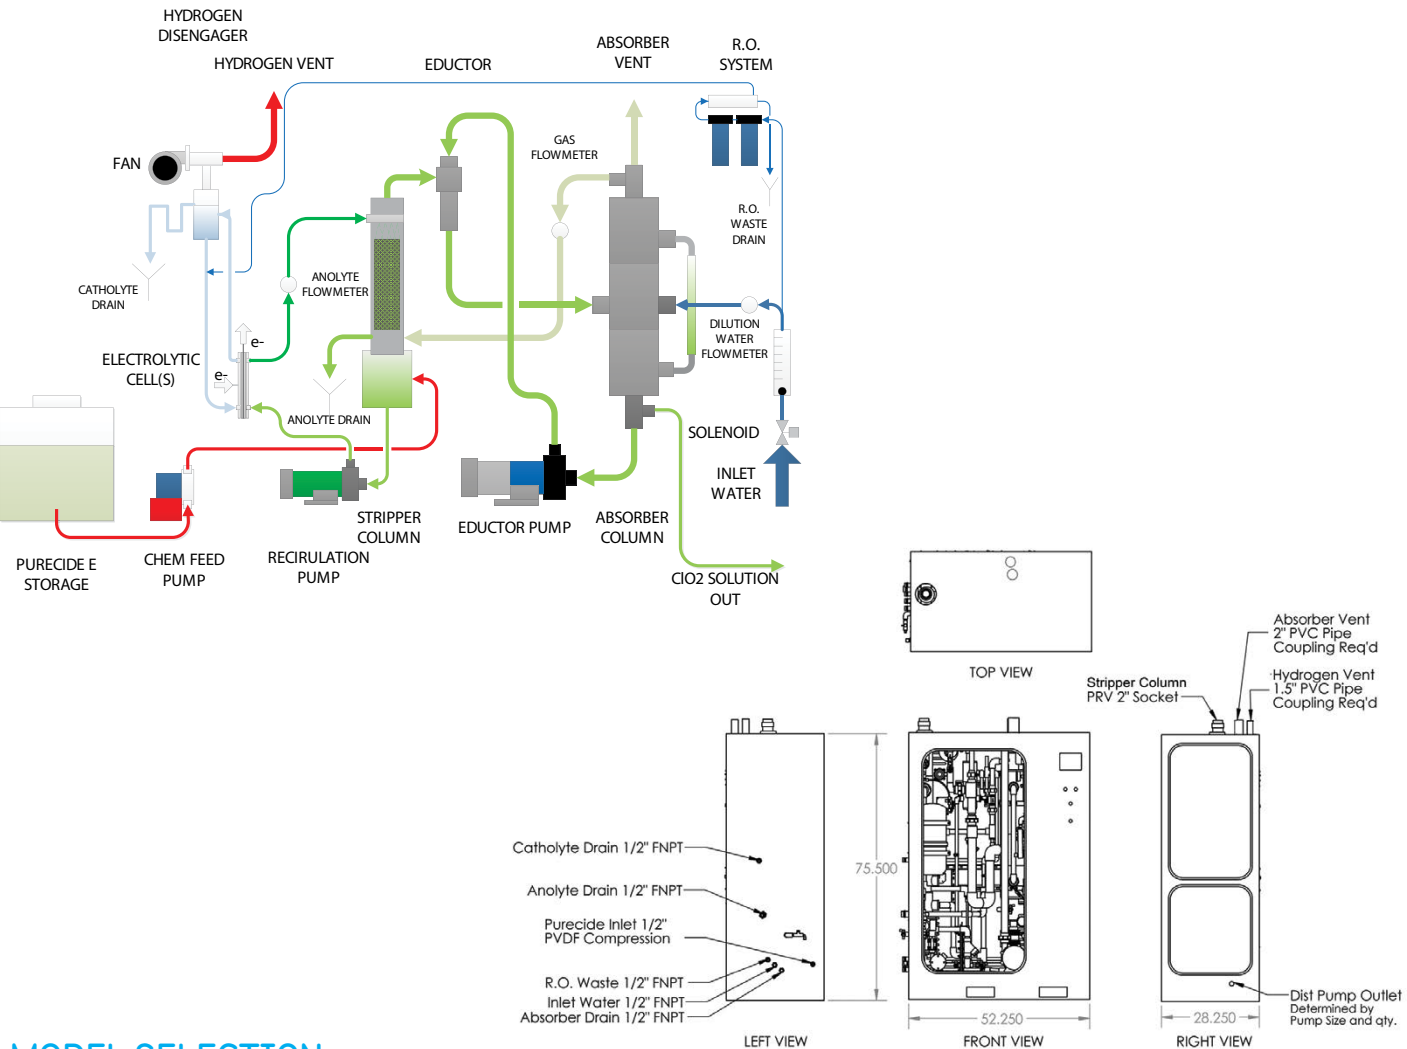 HYDROGEN
DISENGAGER
HYDROGEN VENT
EDUCTOR
ABSORBER
VENT
R.O.
SYSTEM
FAN
GAS
FLOWMETER
R.O.
WASTE
DRAIN
CATHOLYTE
DRAIN
ANOLYTE
FLOWMETER
DILUTION
WATER
FLOWMETER
ELECTROLYTIC
CELL(S)
e-
e-
ANOLYTE DRAIN
SOLENOID
INLET
WATER
STRIPPER
COLUMN
EDUCTOR PUMP
ABSORBER
COLUMN
PURECIDE E
STORAGE
CHEM FEED
PUMP
RECIRULATION
PUMP
ClO2 SOLUTION
OUT
TOP VIEW
Absorber Vent
2" PVC Pipe
Coupling Req'd
Stripper Column
PRV 2" Socket
Hydrogen Vent
1.5" PVC Pipe
Coupling Req'd
Catholyte Drain 1/2" FNPT
Anolyte Drain 1/2" FNPT
Purecide Inlet 1/2"
PVDF Compression
R.O. Waste 1/2" FNPT
Inlet Water 1/2" FNPT
Absorber Drain 1/2" FNPT
75.500
52.250
28.250
Dist Pump Outlet
Determined by
Pump Size and qty.
LEFT VIEW
FRONT VIEW
RIGHT VIEW
MODEL SELECTION